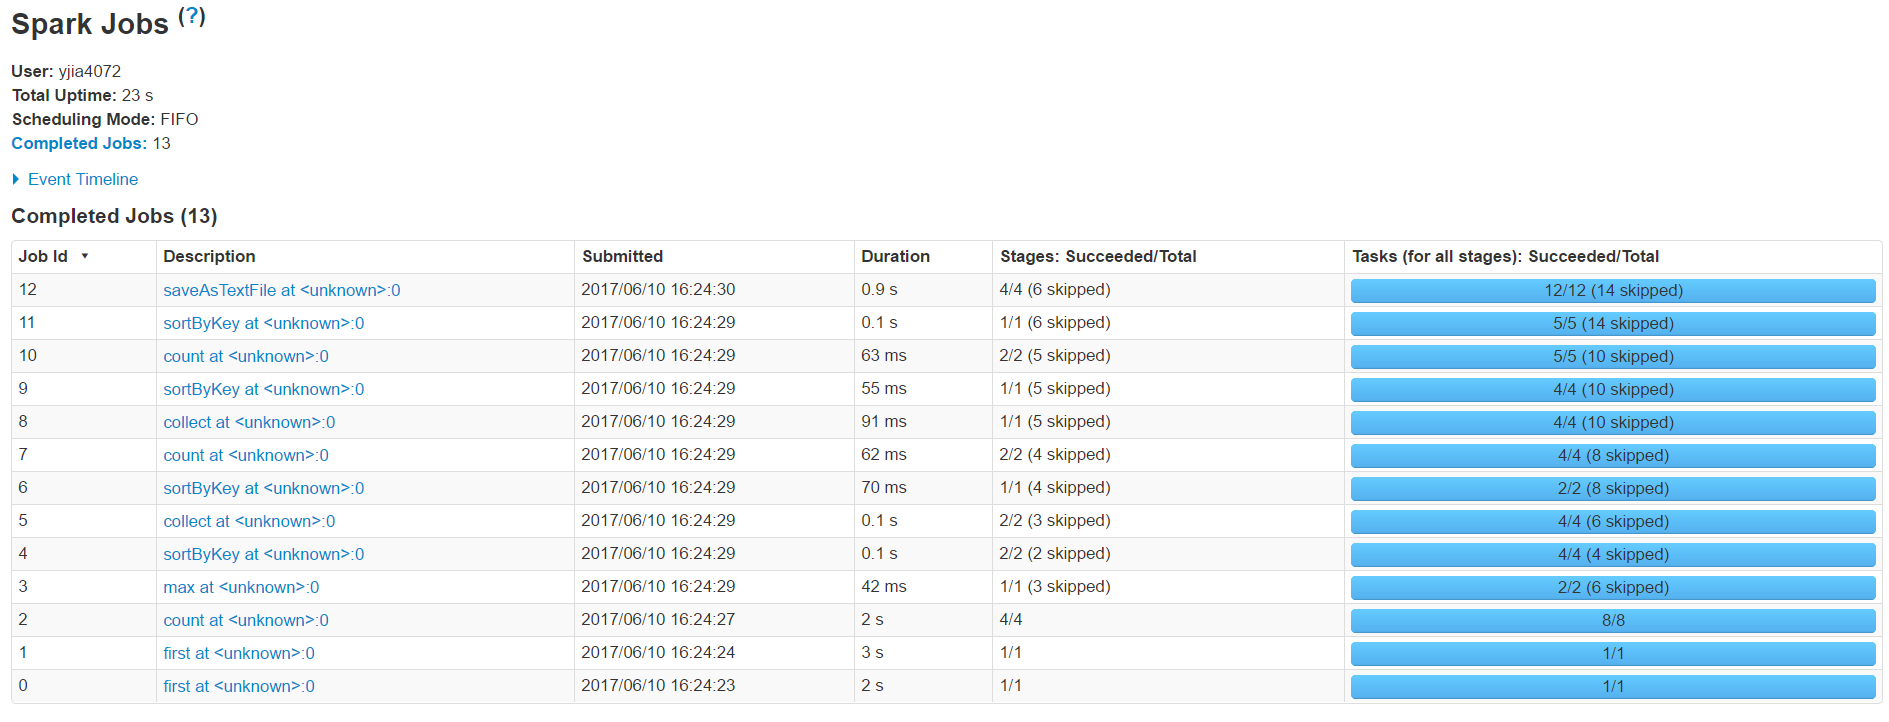 Spark Jobs (?)
User: yjia4072
Total Uptime: 23 s
Scheduling Mode: FIFO
Completed Jobs: 13
Event Timeline
Completed Jobs (13)
Job Id Description Submitted Duration Stages: Succeeded/Total Tasks (for all stages): Succeeded/Total
12 saveAsTextFile at <unknown>:0 2017/06/10 16:24:30 0.9 s 4/4 (6 skipped) 12/12 (14 skipped)
11 sortByKey at <unknown>:0 2017/06/10 16:24:29 0.1 s 1/1 (6 skipped) 5/5 (14 skipped)
10 count at <unknown>:0 2017/06/10 16:24:29 63 ms 2/2 (5 skipped) 5/5 (10 skipped)
9 sortByKey at <unknown>:0 2017/06/10 16:24:29 55 ms 1/1 (5 skipped) 4/4 (10 skipped)
8 collect at <unknown>:0 2017/06/10 16:24:29 91 ms 1/1 (5 skipped) 4/4 (10 skipped)
7 count at <unknown>:0 2017/06/10 16:24:29 62 ms 2/2 (4 skipped) 4/4 (8 skipped)
6 sortByKey at <unknown>:0 2017/06/10 16:24:29 70 ms 1/1 (4 skipped) 2/2 (8 skipped)
5 collect at <unknown>:0 2017/06/10 16:24:29 0.1 s 2/2 (3 skipped) 4/4 (6 skipped)
4 sortByKey at <unknown>:0 2017/06/10 16:24:29 0.1 s 2/2 (2 skipped) 4/4 (4 skipped)
3 max at <unknown>:0 2017/06/10 16:24:29 42 ms 1/1 (3 skipped) 2/2 (6 skipped)
2 count at <unknown>:0 2017/06/10 16:24:27 2 s 4/4 8/8
1 first at <unknown>:0 2017/06/10 16:24:24 3 s 1/1 1/1
0 first at <unknown>:0 2017/06/10 16:24:23 2 s 1/1 1/1